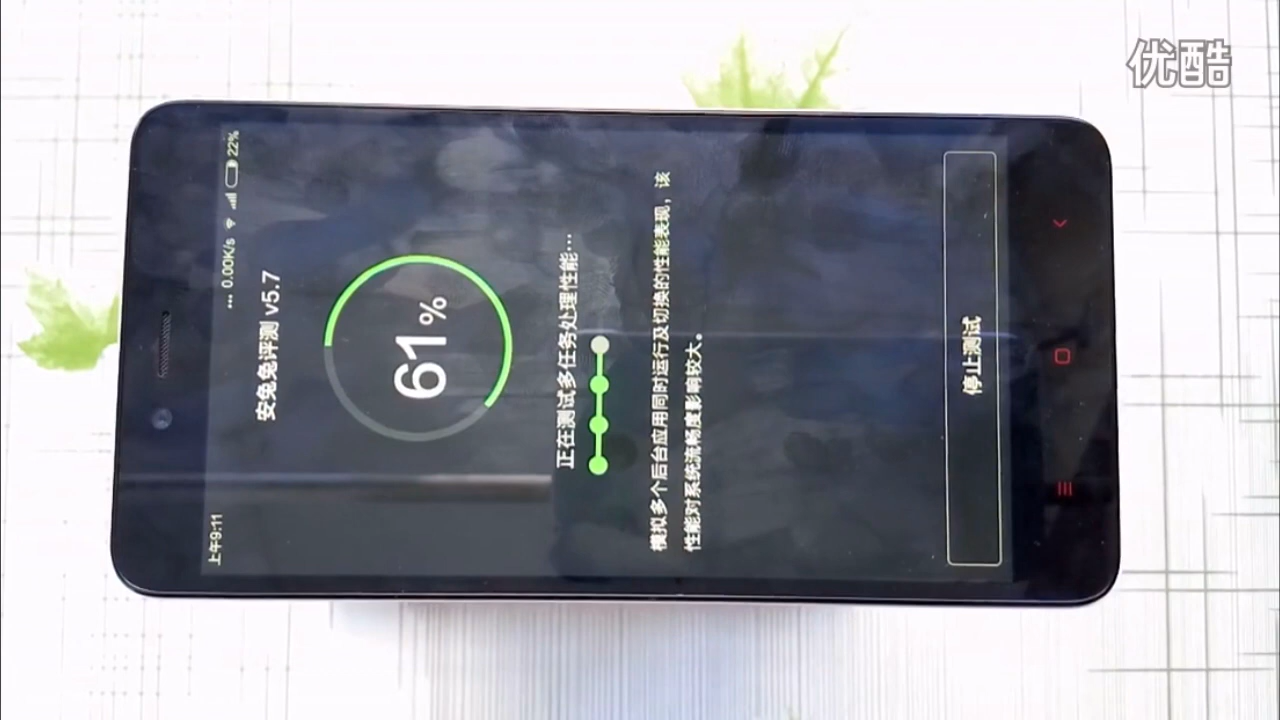 优酷
上午9:11
... 0.00K/s 22%
安兔兔评测 v5.7
61%
正在测试多任务处理性能...
模拟多个后台应用同时运行及切换的性能表现，该
性能对系统流畅度影响较大。
停止测试